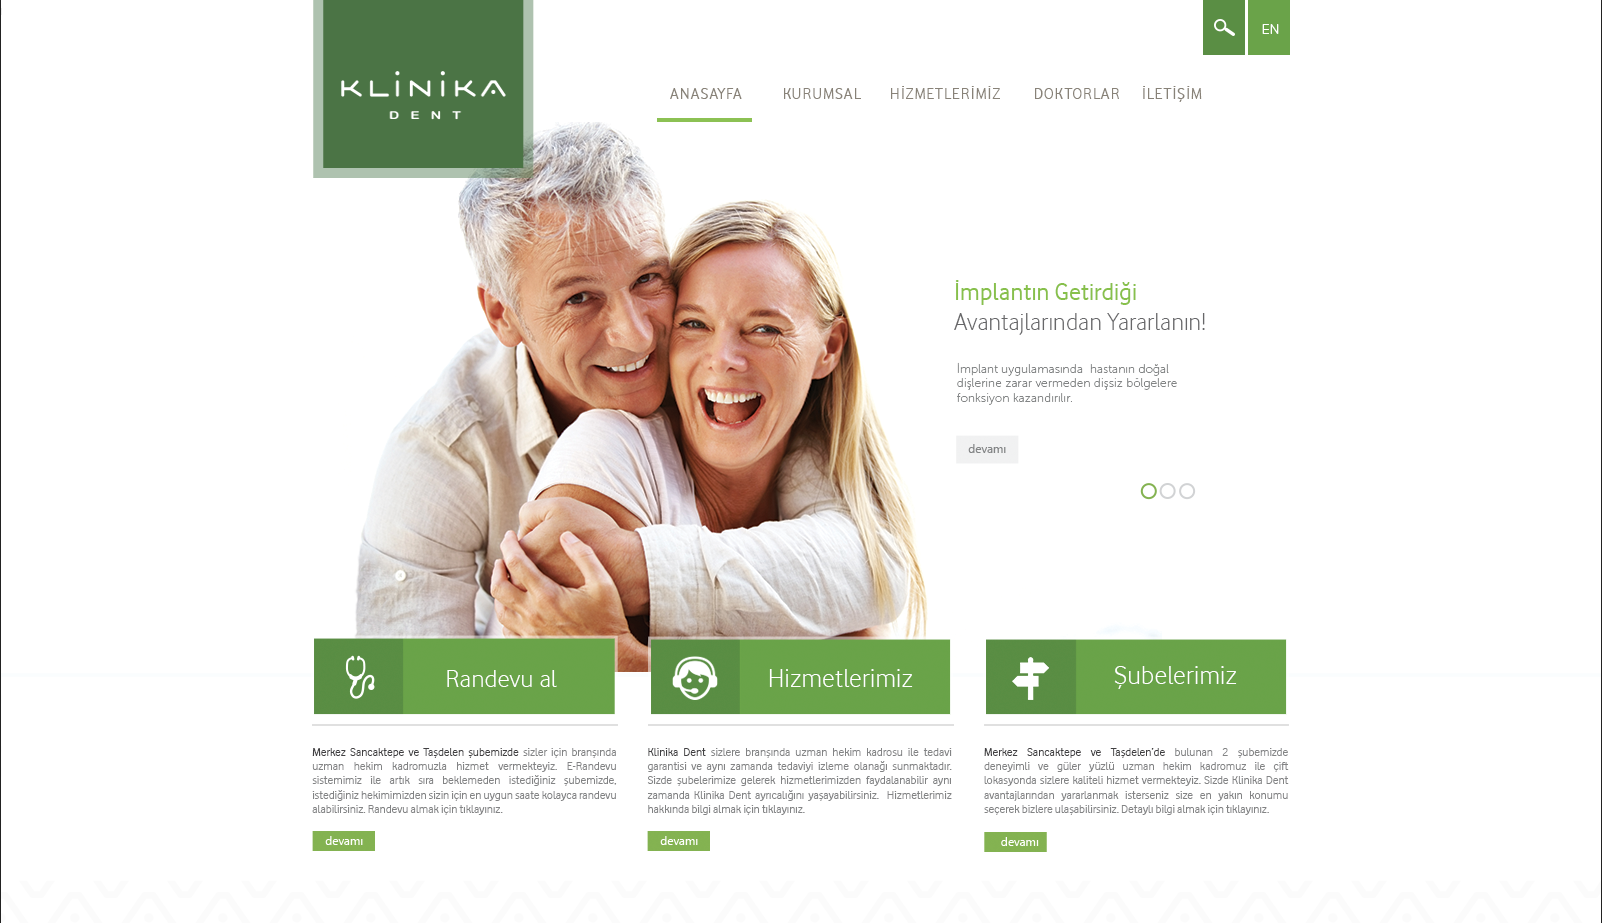 KLİNİKA
DENT
EN
ANASAYFA KURUMSAL HİZMETLERİMİZ DOKTORLAR İLETİŞİM
İmplantın Getirdiği
Avantajlarından Yararlanın!
Implant uygulamasında hastanın doğal
dişlerine zarar vermeden dişsiz bölgelere
fonksiyon kazandırılır.
devamı
Randevu al
Merkez Sancaktepe ve Taşdelen şubemizde sizler için branşında
uzman hekim kadromuzla hizmet vermekteyiz. E-Randevu
sistemimiz ile artık sıra beklemeden istediğiniz şubemizde,
istediğiniz hekimimizden sizin için en uygun saate kolayca randevu
alabilirsiniz. Randevu almak için tıklayınız.
devamı
Hizmetlerimiz
Klinika Dent sizlere branşında uzman hekim kadrosu ile tedavi
garantisi ve aynı zamanda tedaviyi izleme olanağı sunmaktadır.
Sizde şubelerimize gelerek hizmetlerimizden faydalanabilir aynı
zamanda Klinika Dent ayrıcalığını yaşayabilirsiniz. Hizmetlerimiz
hakkında bilgi almak için tıklayınız.
devamı
Şubelerimiz
Merkez Sancaktepe ve Taşdelen'de bulunan 2 şubemizde
deneyimli ve güler yüzlü uzman hekim kadromuz ile çift
lokasyonda sizlere kaliteli hizmet vermekteyiz. Sizde Klinika Dent
avantajlarından yararlanmak isterseniz size en yakın konumu
seçerek bizlere ulaşabilirsiniz. Detaylı bilgi almak için tıklayınız.
devamı